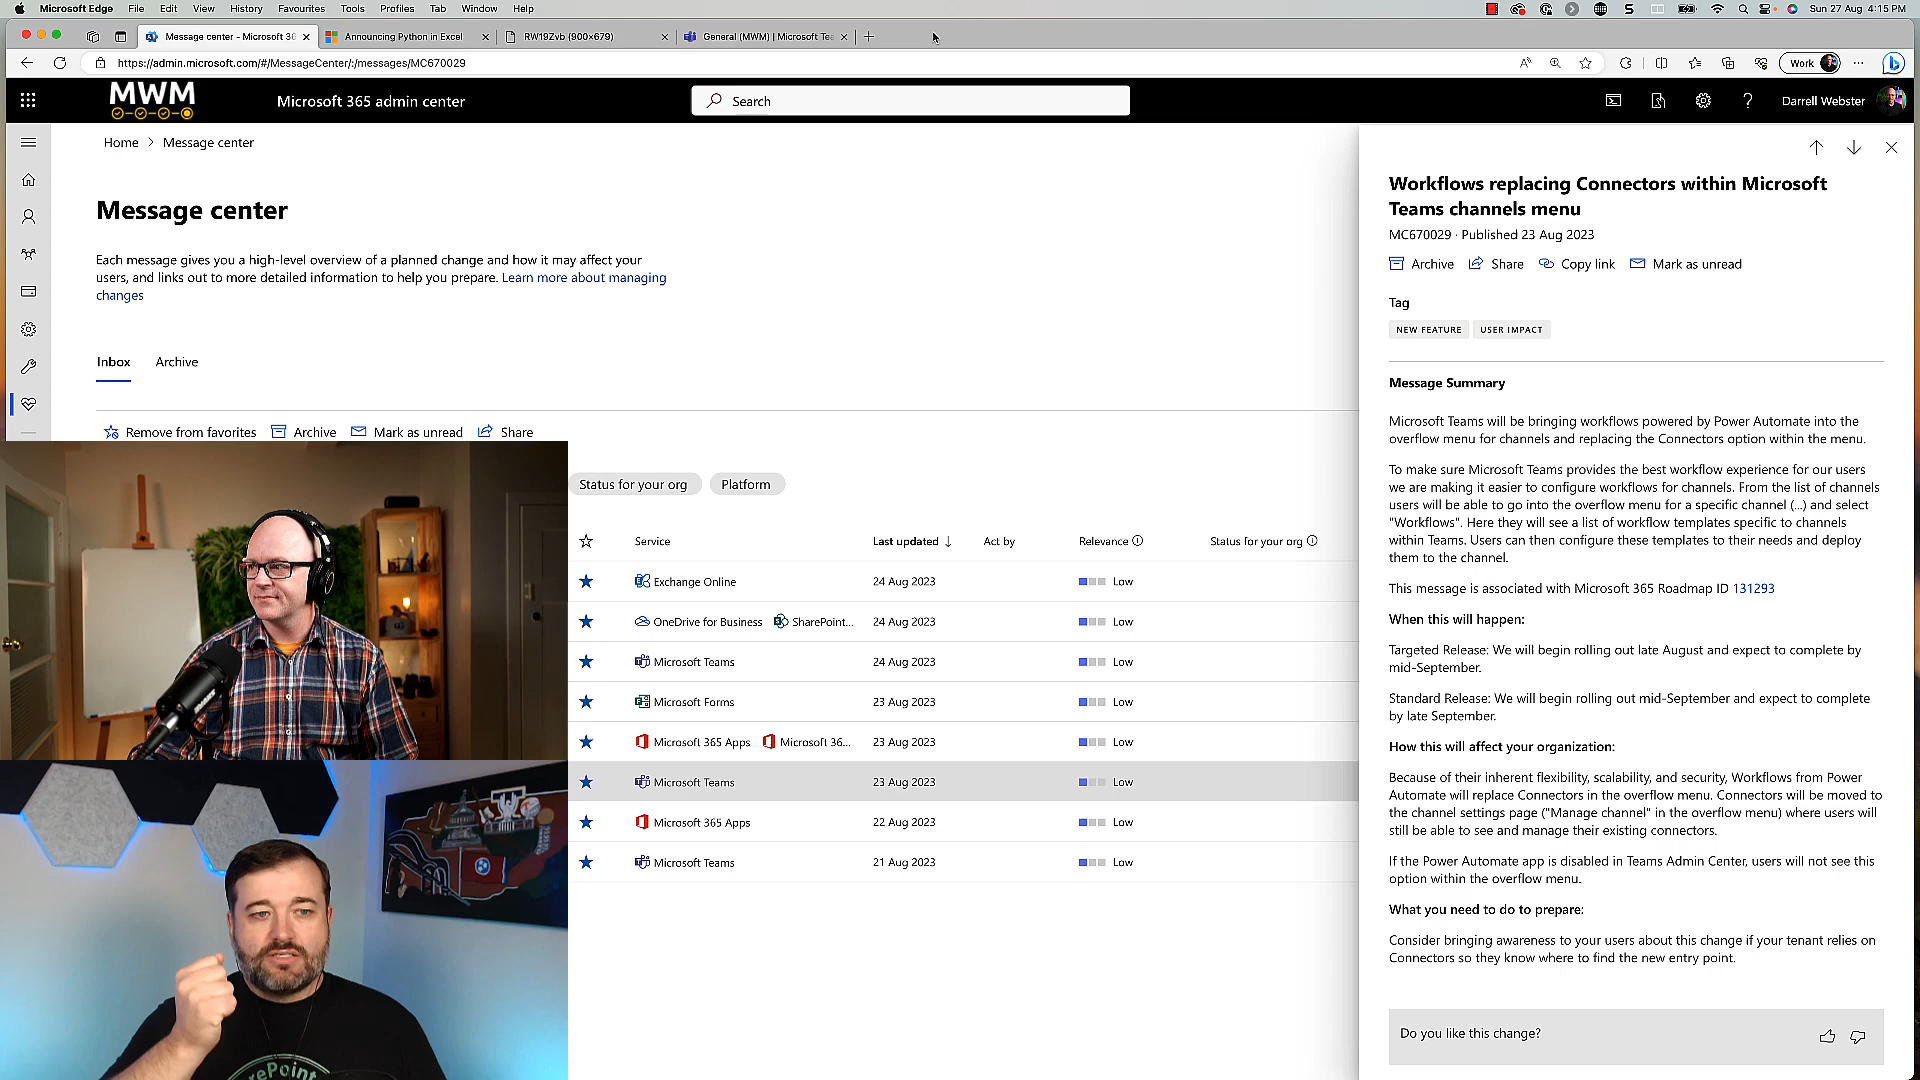 Microsoft Edge File Edit View History Favourites Tools Profiles Tab Window Help
Sun 27 Aug 4:15 PM
Message center - Microsoft 36
Announcing Python in Excel
RW19Zvb (900×679)
General (MWM) | Microsoft Tea
https://admin.microsoft.com/#/MessageCenter/:/messages/MC670029
Work
MWM
Microsoft 365 admin center
Search
Darrell Webster
Home > Message center
Message center
Each message gives you a high-level overview of a planned change and how it may affect your
users, and links out to more detailed information to help you prepare. Learn more about managing
changes
Inbox Archive
Remove from favorites Archive Mark as unread Share
Status for your org Platform
Service Last updated ↓ Act by Relevance Status for your org
Exchange Online 24 Aug 2023 Low
OneDrive for Business SharePoint... 24 Aug 2023 Low
Microsoft Teams 24 Aug 2023 Low
Microsoft Forms 23 Aug 2023 Low
Microsoft 365 Apps Microsoft 36... 23 Aug 2023 Low
Microsoft Teams 23 Aug 2023 Low
Microsoft 365 Apps 22 Aug 2023 Low
Microsoft Teams 21 Aug 2023 Low
Workflows replacing Connectors within Microsoft
Teams channels menu
MC670029 · Published 23 Aug 2023
Archive Share Copy link Mark as unread
Tag
NEW FEATURE USER IMPACT
Message Summary
Microsoft Teams will be bringing workflows powered by Power Automate into the
overflow menu for channels and replacing the Connectors option within the menu.
To make sure Microsoft Teams provides the best workflow experience for our users
we are making it easier to configure workflows for channels. From the list of channels
users will be able to go into the overflow menu for a specific channel (...) and select
"Workflows". Here they will see a list of workflow templates specific to channels
within Teams. Users can then configure these templates to their needs and deploy
them to the channel.
This message is associated with Microsoft 365 Roadmap ID 131293
When this will happen:
Targeted Release: We will begin rolling out late August and expect to complete by
mid-September.
Standard Release: We will begin rolling out mid-September and expect to complete
by late September.
How this will affect your organization:
Because of their inherent flexibility, scalability, and security, Workflows from Power
Automate will replace Connectors in the overflow menu. Connectors will be moved to
the channel settings page ("Manage channel" in the overflow menu) where users will
still be able to see and manage their existing connectors.
If the Power Automate app is disabled in Teams Admin Center, users will not see this
option within the overflow menu.
What you need to do to prepare:
Consider bringing awareness to your users about this change if your tenant relies on
Connectors so they know where to find the new entry point.
Do you like this change?
rePoint